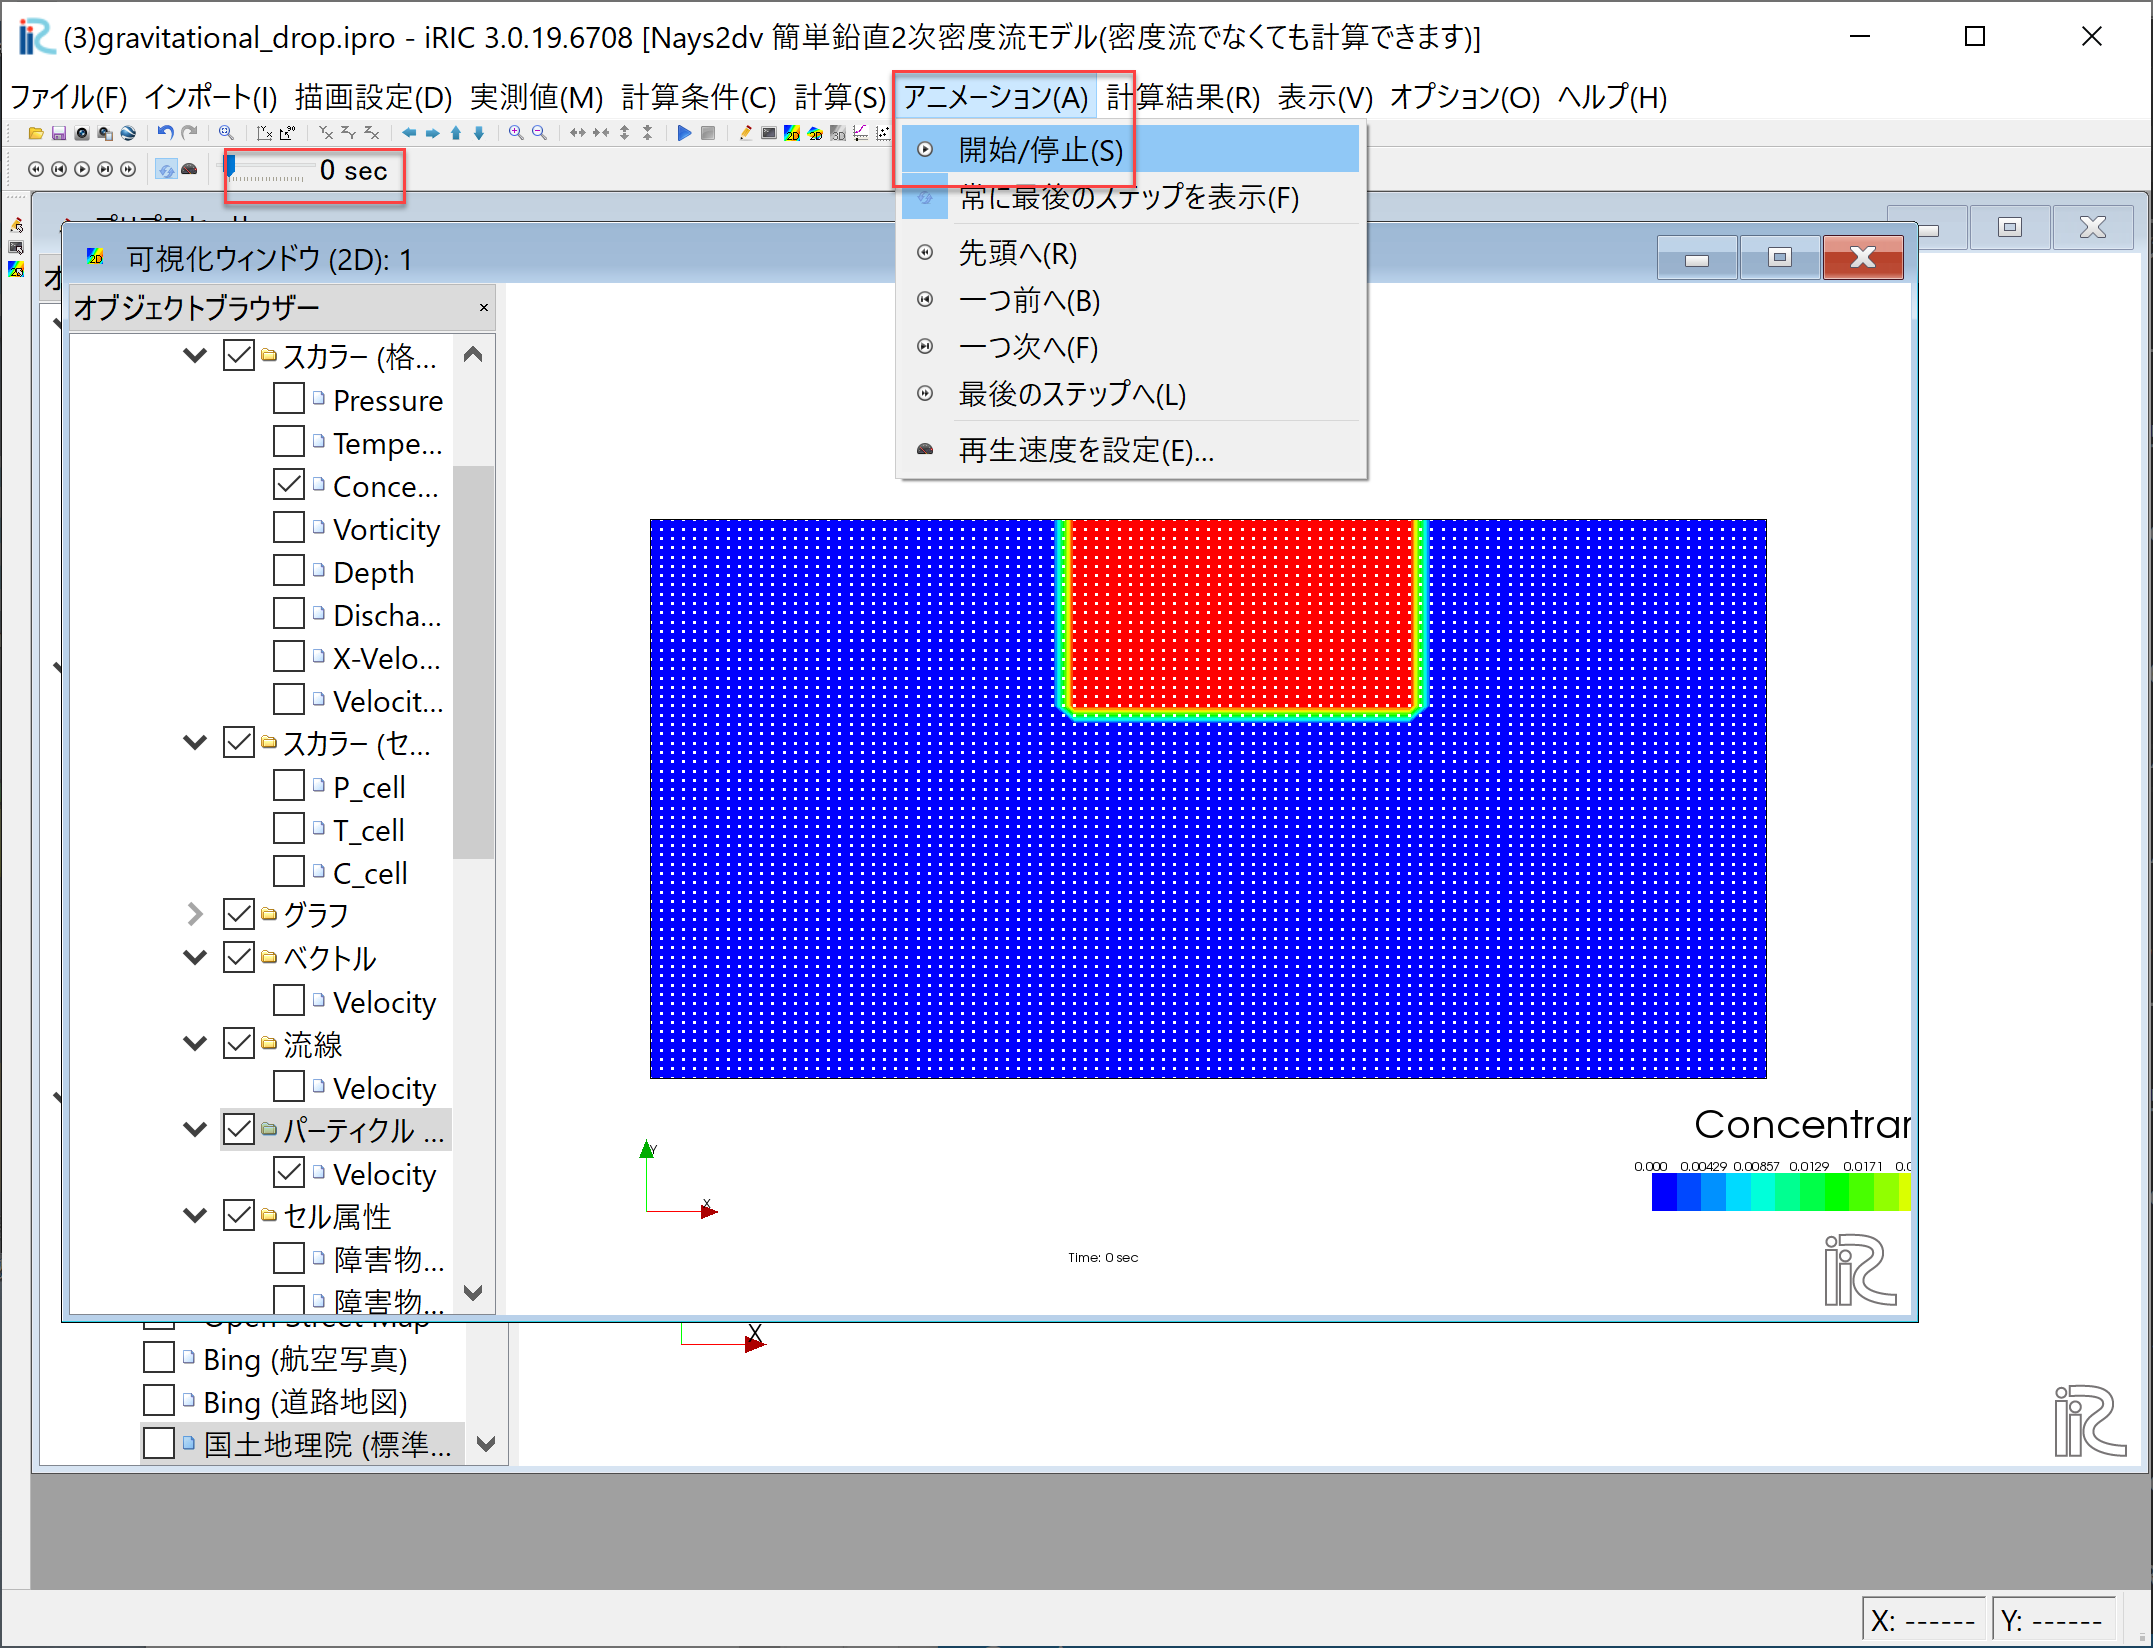 (3)gravitational_drop.ipro - iRIC 3.0.19.6708 [Nays2dv 簡単鉛直2次密度流モデル(密度流でなくても計算できます)]
ファイル(F) インポート(I) 描画設定(D) 実測値(M) 計算条件(C) 計算(S) アニメーション(A) 計算結果(R) 表示(V) オプション(O) ヘルプ(H)
0 sec
開始/停止(S)
常に最後のステップを表示(F)
先頭へ(R)
一つ前へ(B)
一つ次へ(F)
最後のステップへ(L)
再生速度を設定(E)...
可視化ウィンドウ (2D): 1
オブジェクトブラウザー
スカラー (格...
Pressure
Tempe...
Conce...
Vorticity
Depth
Discha...
X-Velo...
Velocit...
スカラー (セ...
P_cell
T_cell
C_cell
グラフ
ベクトル
Velocity
流線
Velocity
パーティクル ...
Velocity
セル属性
障害物...
障害物...
Concentrar
0.000 0.00429 0.00857 0.0129 0.0171 0.0
Y
X
Time: 0 sec
iRIC
Open Street Map
Bing (航空写真)
Bing (道路地図)
国土地理院 (標準...
X
iRIC
X: ------ Y: ------